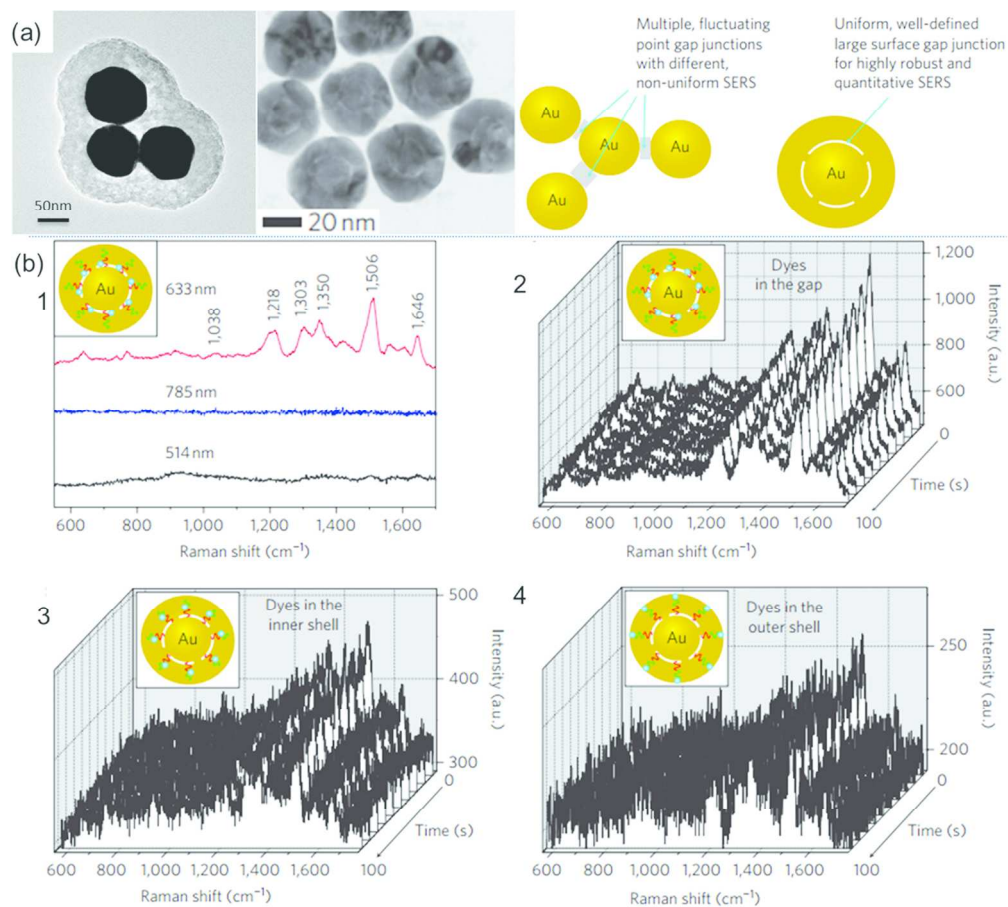 (a)
50nm
20 nm
Multiple, fluctuating
point gap junctions
with different,
non-uniform SERS
Au
Au
Au
Au
Uniform, well-defined
large surface gap junction
for highly robust and
quantitative SERS
Au
(b)
1
Au
633 nm
1,038
1,218
1,303
1,350
1,506
1,646
785 nm
514 nm
600 800 1,000 1,200 1,400 1,600
Raman shift (cm−1)
2
Au
Dyes
in the gap
1,200
1,000
800
600
Intensity (a.u.)
0
Time (s)
100
600 800 1,000 1,200 1,400 1,600
Raman shift (cm−1)
3
Au
Dyes in the
inner shell
500
400
300
Intensity (a.u.)
0
Time (s)
100
600 800 1,000 1,200 1,400 1,600
Raman shift (cm−1)
4
Au
Dyes in the
outer shell
250
200
Intensity (a.u.)
0
Time (s)
100
600 800 1,000 1,200 1,400 1,600
Raman shift (cm−1)